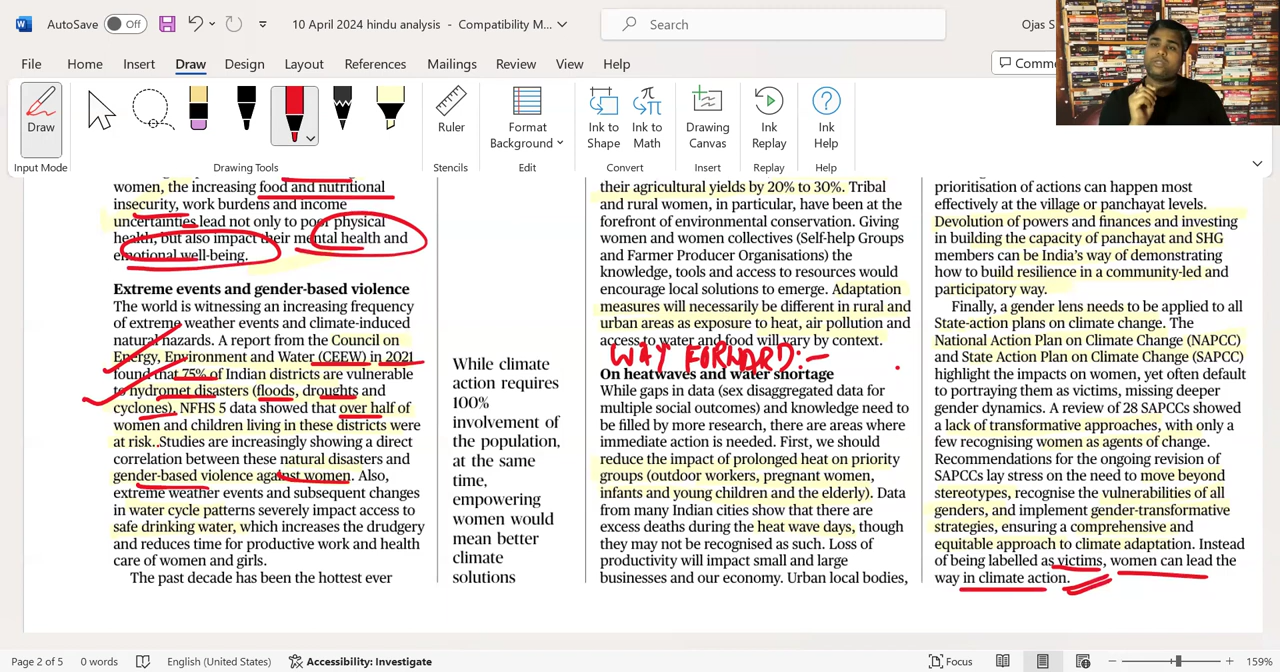 AutoSave
Off
10 April 2024 hindu analysis - Compatibility M...
Search
Ojas S
File
Home
Insert
Draw
Design
Layout
References
Mailings
Review
View
Help
Comme
Draw
Ruler
Format
Background
Ink to
Shape
Ink to
Math
Drawing
Canvas
Ink
Replay
Ink
Help
Input Mode
Drawing Tools
Stencils
Edit
Convert
Insert
Replay
Help
women, the increasing food and nutritional
insecurity, work burdens and income
uncertainties lead not only to poor physical
health, but also impact their mental health and
emotional well-being.
Extreme events and gender-based violence
The world is witnessing an increasing frequency
of extreme weather events and climate-induced
natural hazards. A report from the Council on
Energy, Environment and Water (CEEW) in 2021
found that 75% of Indian districts are vulnerable
to hydromet disasters (floods, droughts and
cyclones). NFHS 5 data showed that over half of
women and children living in these districts were
at risk. Studies are increasingly showing a direct
correlation between these natural disasters and
gender-based violence against women. Also,
extreme weather events and subsequent changes
in water cycle patterns severely impact access to
safe drinking water, which increases the drudgery
and reduces time for productive work and health
care of women and girls.
The past decade has been the hottest ever
While climate
action requires
100%
involvement of
the population,
at the same
time,
empowering
women would
mean better
climate
solutions
their agricultural yields by 20% to 30%. Tribal
and rural women, in particular, have been at the
forefront of environmental conservation. Giving
women and women collectives (Self-help Groups
and Farmer Producer Organisations) the
knowledge, tools and access to resources would
encourage local solutions to emerge. Adaptation
measures will necessarily be different in rural and
urban areas as exposure to heat, air pollution and
access to water and food will vary by context.
WAY FORWARD:-
On heatwaves and water shortage
While gaps in data (sex disaggregated data for
multiple social outcomes) and knowledge need to
be filled by more research, there are areas where
immediate action is needed. First, we should
reduce the impact of prolonged heat on priority
groups (outdoor workers, pregnant women,
infants and young children and the elderly). Data
from many Indian cities show that there are
excess deaths during the heat wave days, though
they may not be recognised as such. Loss of
productivity will impact small and large
businesses and our economy. Urban local bodies,
prioritisation of actions can happen most
effectively at the village or panchayat levels.
Devolution of powers and finances and investing
in building the capacity of panchayat and SHG
members can be India's way of demonstrating
how to build resilience in a community-led and
participatory way.
Finally, a gender lens needs to be applied to all
State-action plans on climate change. The
National Action Plan on Climate Change (NAPCC)
and State Action Plan on Climate Change (SAPCC)
highlight the impacts on women, yet often default
to portraying them as victims, missing deeper
gender dynamics. A review of 28 SAPCCs showed
a lack of transformative approaches, with only a
few recognising women as agents of change.
Recommendations for the ongoing revision of
SAPCCs lay stress on the need to move beyond
stereotypes, recognise the vulnerabilities of all
genders, and implement gender-transformative
strategies, ensuring a comprehensive and
equitable approach to climate adaptation. Instead
of being labelled as victims, women can lead the
way in climate action.
Page 2 of 5
0 words
English (United States)
Accessibility: Investigate
Focus
159%